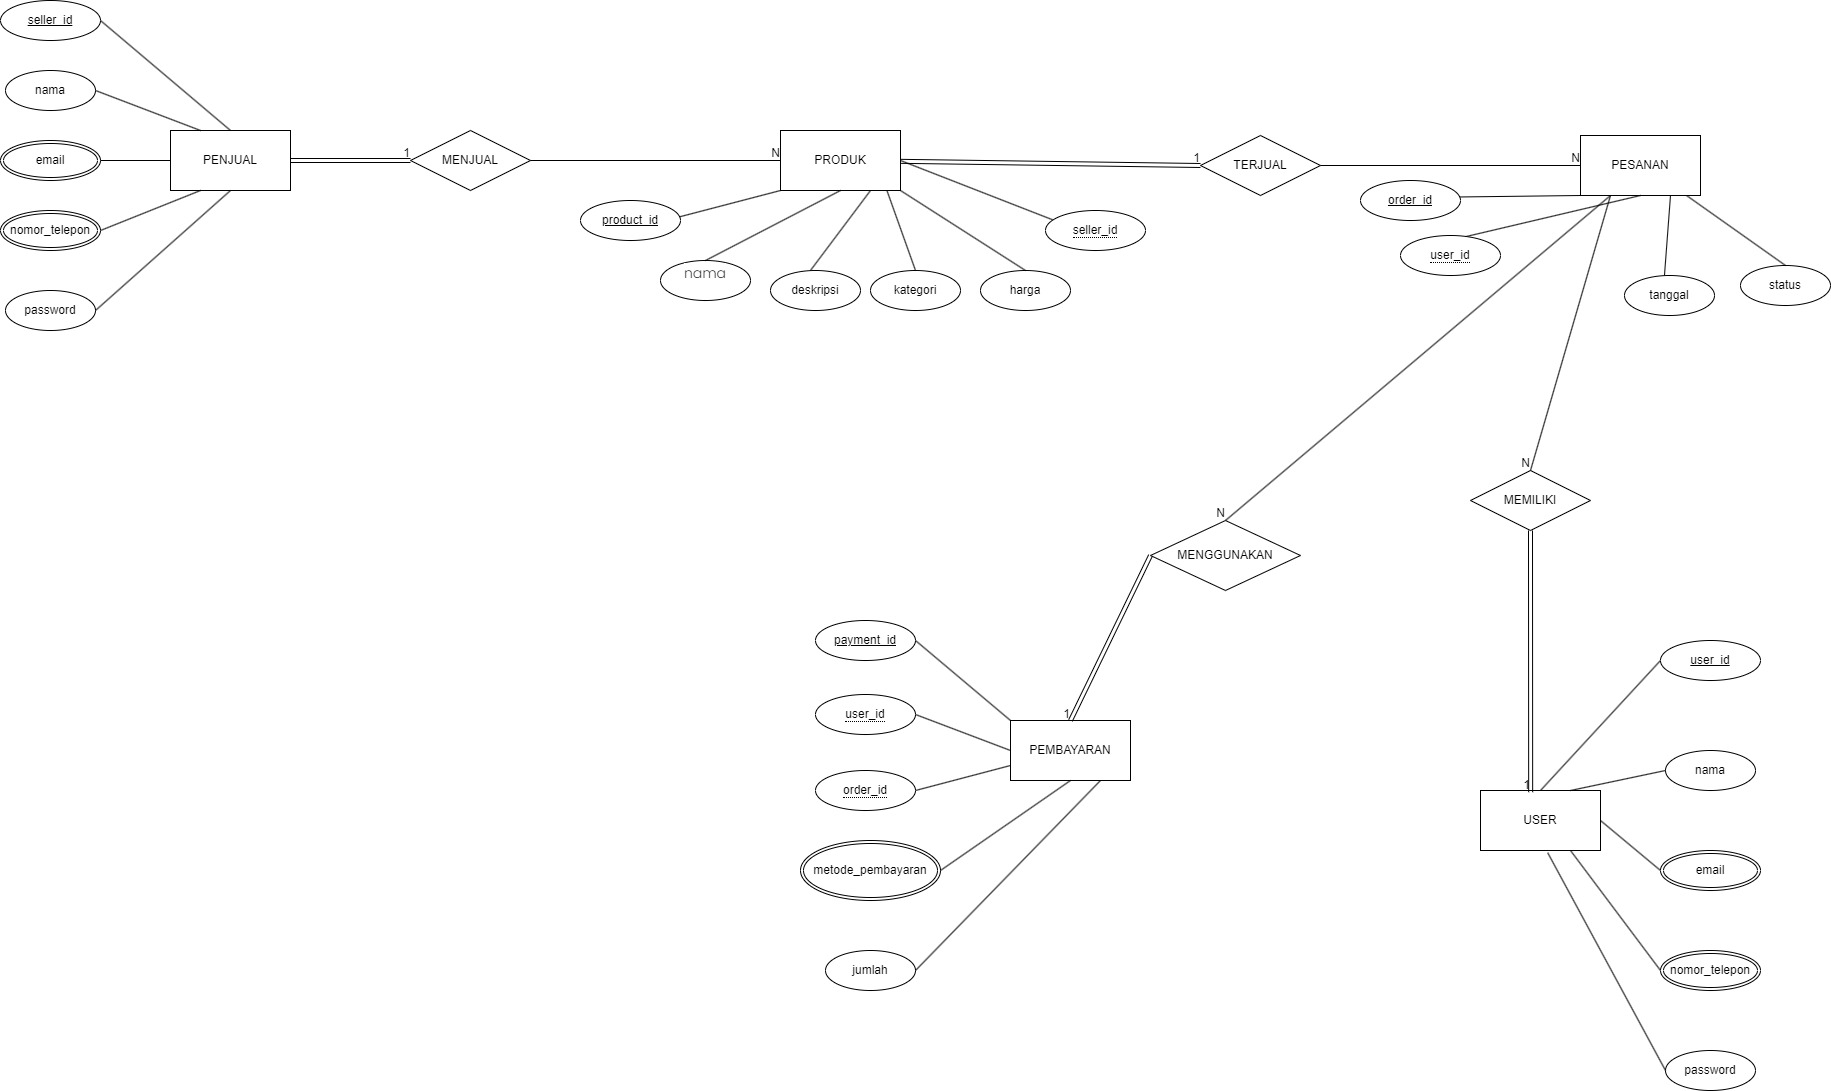 seller_id
nama
email
nomor_telepon
password
PENJUAL
1
MENJUAL
N
PRODUK
product_id
nama
deskripsi
kategori
harga
seller_id
1
TERJUAL
N
PESANAN
order_id
user_id
tanggal
status
N
MENGGUNAKAN
1
PEMBAYARAN
payment_id
user_id
order_id
metode_pembayaran
jumlah
N
MEMILIKI
1
USER
user_id
nama
email
nomor_telepon
password